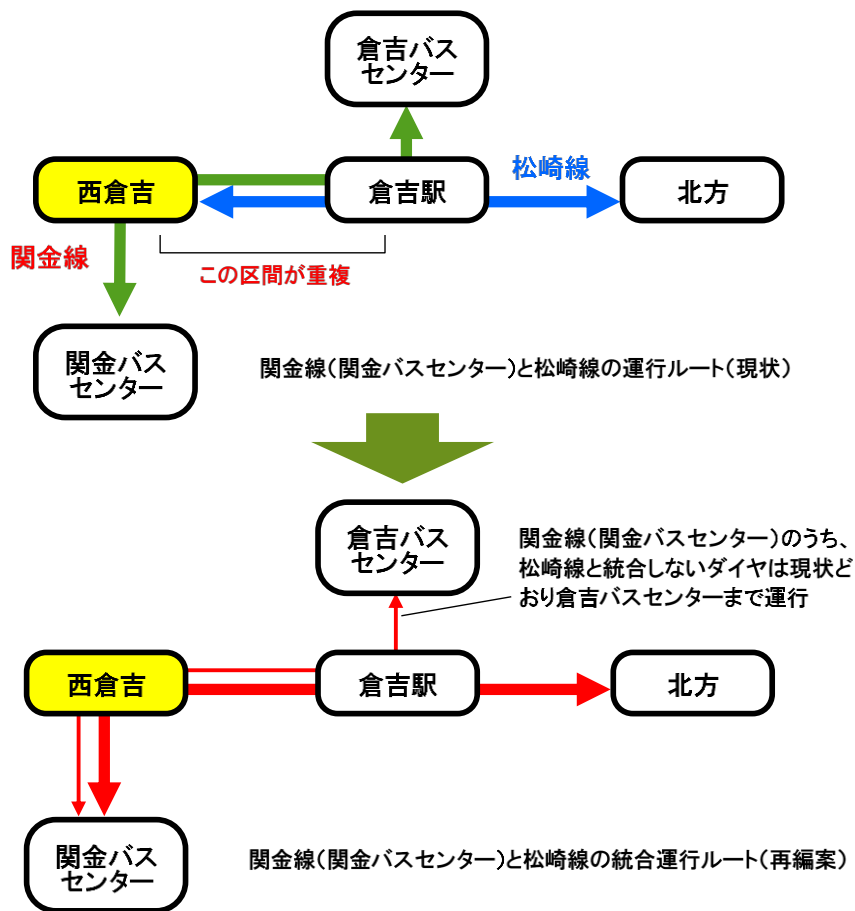 倉吉バス
センター
松崎線
西倉吉
倉吉駅
北方
関金線
この区間が重複
関金バス
センター
関金線(関金バスセンター)と松崎線の運行ルート(現状)
倉吉バス
センター
関金線(関金バスセンター)のうち、
松崎線と統合しないダイヤは現状ど
おり倉吉バスセンターまで運行
西倉吉
倉吉駅
北方
関金バス
センター
関金線(関金バスセンター)と松崎線の統合運行ルート(再編案)